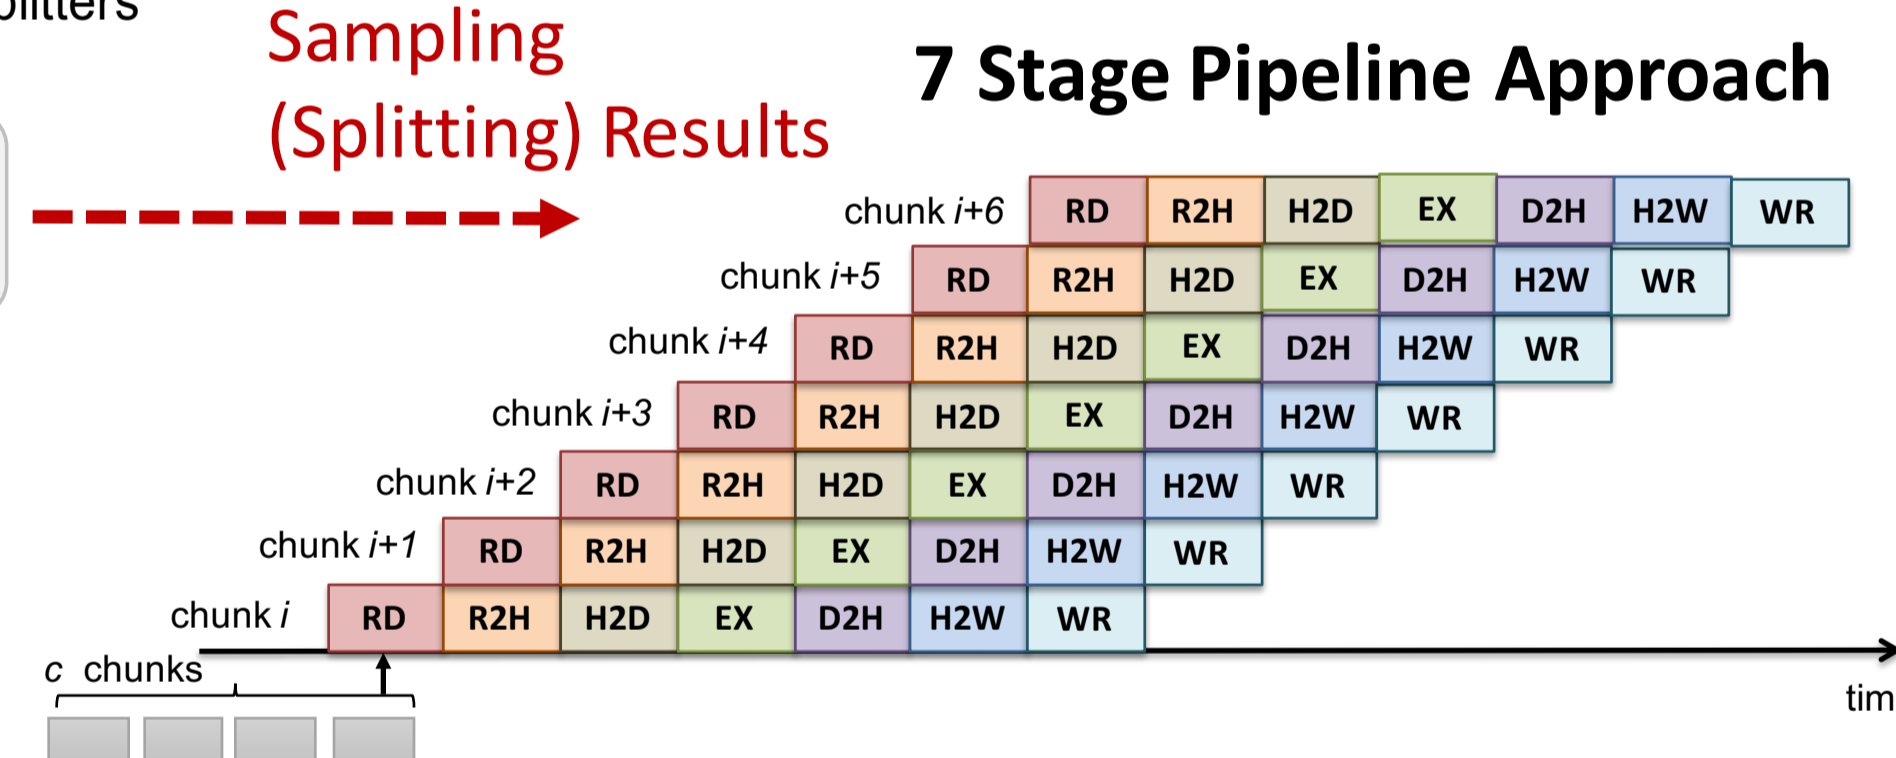 Sampling
(Splitting) Results
7 Stage Pipeline Approach
chunk i+6 RD R2H H2D EX D2H H2W WR
chunk i+5 RD R2H H2D EX D2H H2W WR
chunk i+4 RD R2H H2D EX D2H H2W WR
chunk i+3 RD R2H H2D EX D2H H2W WR
chunk i+2 RD R2H H2D EX D2H H2W WR
chunk i+1 RD R2H H2D EX D2H H2W WR
chunk i RD R2H H2D EX D2H H2W WR
c chunks